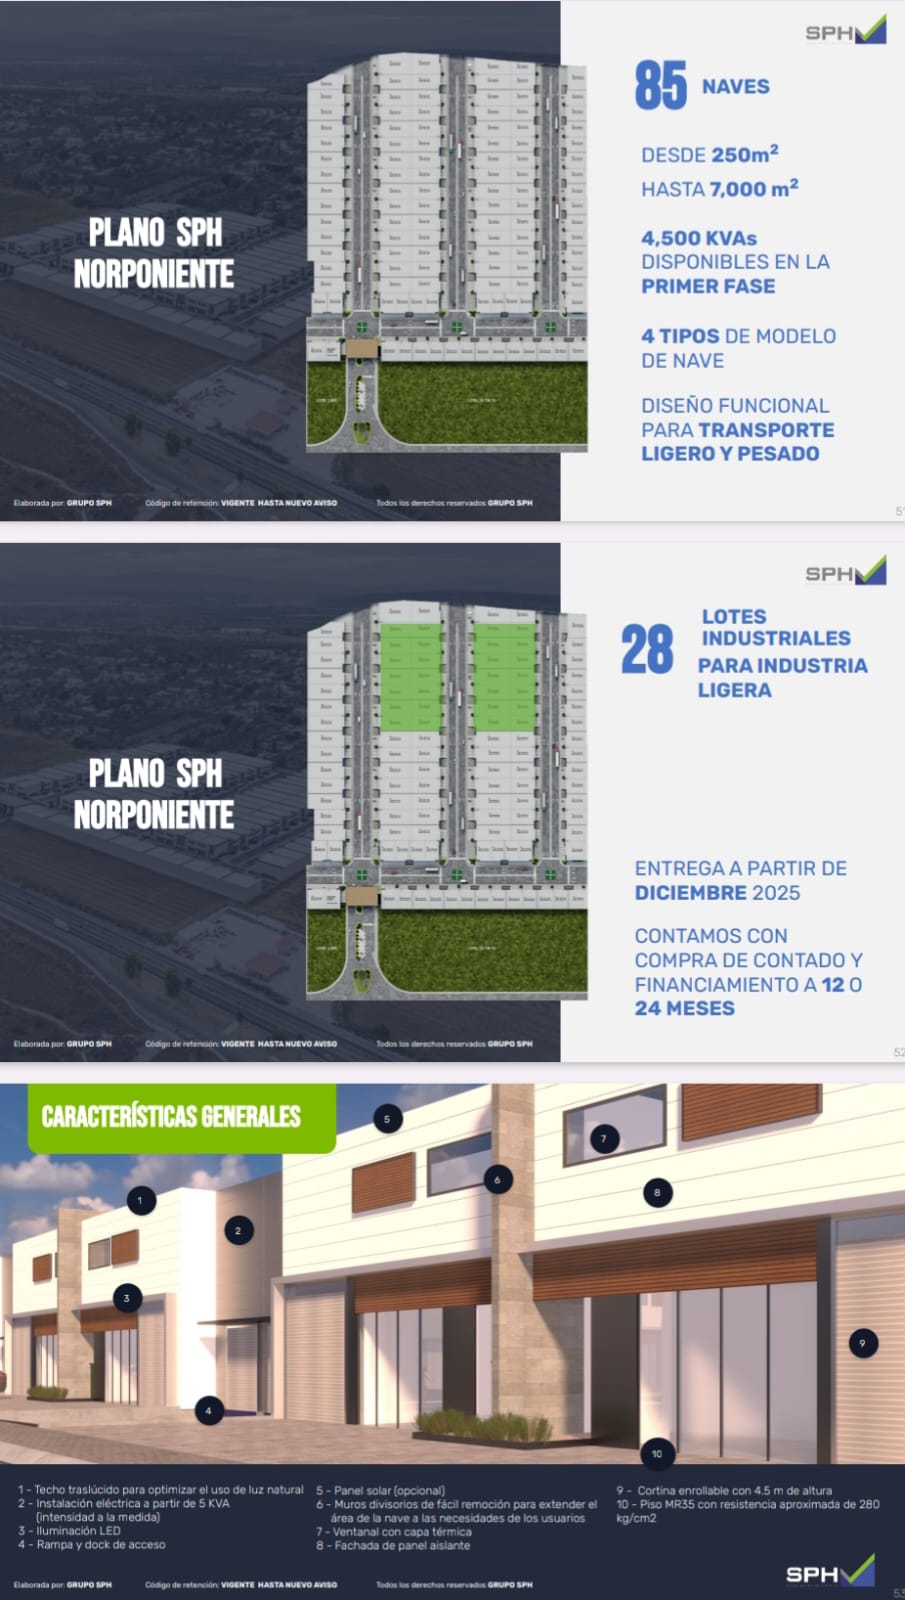 SPH
85 NAVES
DESDE 250m²
HASTA 7,000 m²
PLANO SPH
NORPONIENTE
4,500 KVAs
DISPONIBLES EN LA
PRIMER FASE
4 TIPOS DE MODELO
DE NAVE
DISEÑO FUNCIONAL
PARA TRANSPORTE
LIGERO Y PESADO
Elaborada por: GRUPO SPH
Código de retención: VIGENTE HASTA NUEVO AVISO
Todos los derechos reservados GRUPO SPH
51
SPH
28
LOTES
INDUSTRIALES
PARA INDUSTRIA
LIGERA
PLANO SPH
NORPONIENTE
ENTREGA A PARTIR DE
DICIEMBRE 2025
CONTAMOS CON
COMPRA DE CONTADO Y
FINANCIAMIENTO A 12 O
24 MESES
Elaborada por: GRUPO SPH
Código de retención: VIGENTE HASTA NUEVO AVISO
Todos los derechos reservados GRUPO SPH
52
CARACTERÍSTICAS GENERALES
5
7
6
8
1
2
3
9
4
10
1 - Techo traslúcido para optimizar el uso de luz natural
2 - Instalación eléctrica a partir de 5 KVA
(intensidad a la medida)
3 - Iluminación LED
4 - Rampa y dock de acceso
5 - Panel solar (opcional)
6 - Muros divisorios de fácil remoción para extender el
área de la nave a las necesidades de los usuarios
7 - Ventanal con capa térmica
8 - Fachada de panel aislante
9 - Cortina enrollable con 4.5 m de altura
10 - Piso MR35 con resistencia aproximada de 280
kg/cm2
SPH
Elaborada por: GRUPO SPH
Código de retención: VIGENTE HASTA NUEVO AVISO
Todos los derechos reservados GRUPO SPH
53